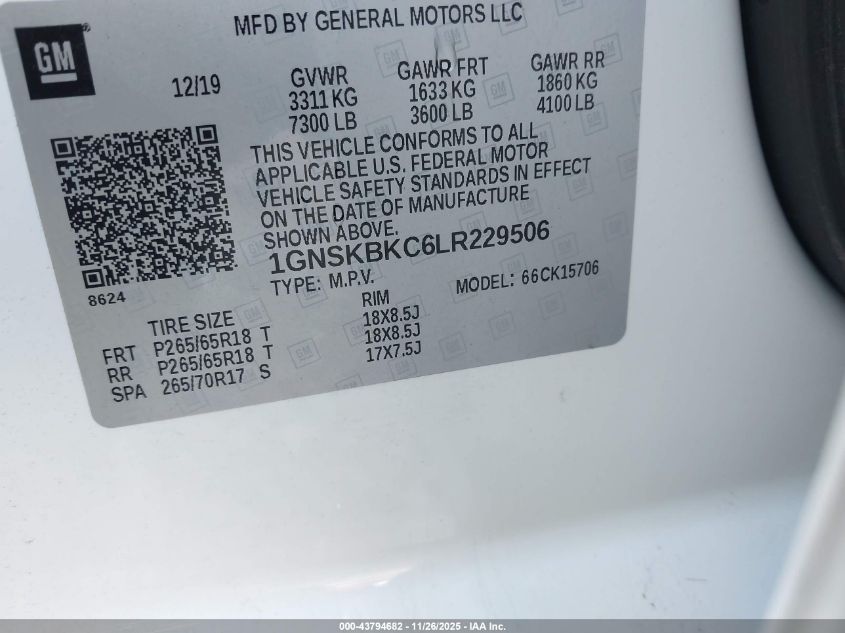 MFD BY GENERAL MOTORS LLC
GM
12/19
GVWR
3311 KG
7300 LB
GAWR FRT
1633 KG
3600 LB
GAWR RR
1860 KG
4100 LB
THIS VEHICLE CONFORMS TO ALL
APPLICABLE U.S. FEDERAL MOTOR
VEHICLE SAFETY STANDARDS IN EFFECT
ON THE DATE OF MANUFACTURE
SHOWN ABOVE.
8624
1GNSKBKC6LR229506
TYPE: M.P.V. MODEL: 66CK15706
TIRE SIZE RIM
FRT P265/65R18 T 18X8.5J
RR P265/65R18 T 18X8.5J
SPA 265/70R17 S 17X7.5J
000-43794682 - 11/26/2025 - IAA Inc.